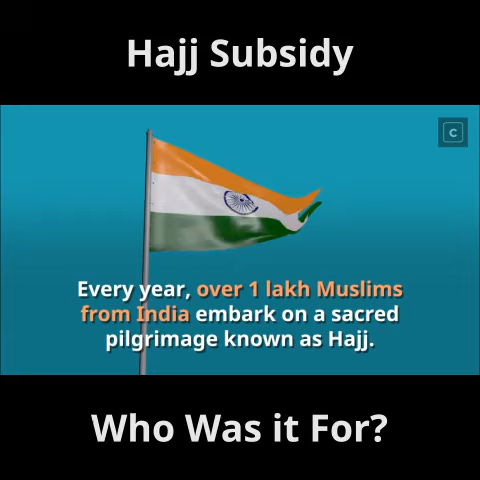 Hajj Subsidy
C
Every year, over 1 lakh Muslims
from India embark on a sacred
pilgrimage known as Hajj.
Who Was it For?